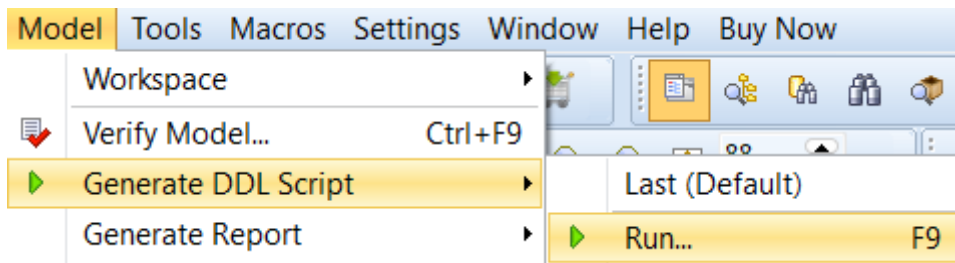 Model Tools Macros Settings Window Help Buy Now
Workspace
Verify Model... Ctrl+F9
Generate DDL Script
Last (Default)
Generate Report
Run... F9